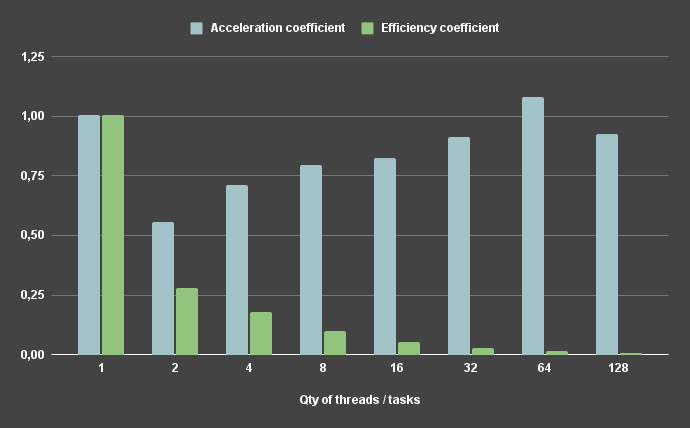 Acceleration coefficient Efficiency coefficient
1,25
1,00
0,75
0,50
0,25
0,00
1 2 4 8 16 32 64 128
Qty of threads / tasks